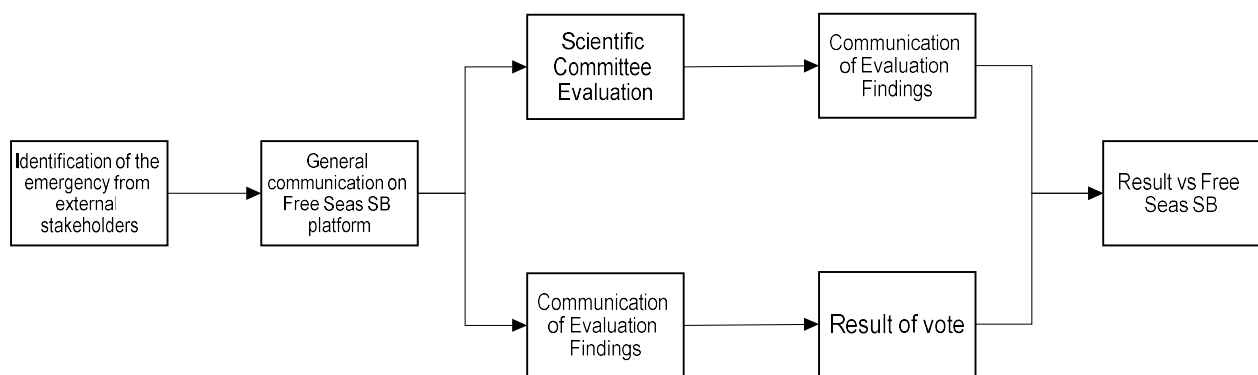 Identification of the
emergency from
external
stakeholders
General
communication on
Free Seas SB
platform
Scientific
Committee
Evaluation
Communication
of Evaluation
Findings
Communication
of Evaluation
Findings
Result of vote
Result vs Free
Seas SB